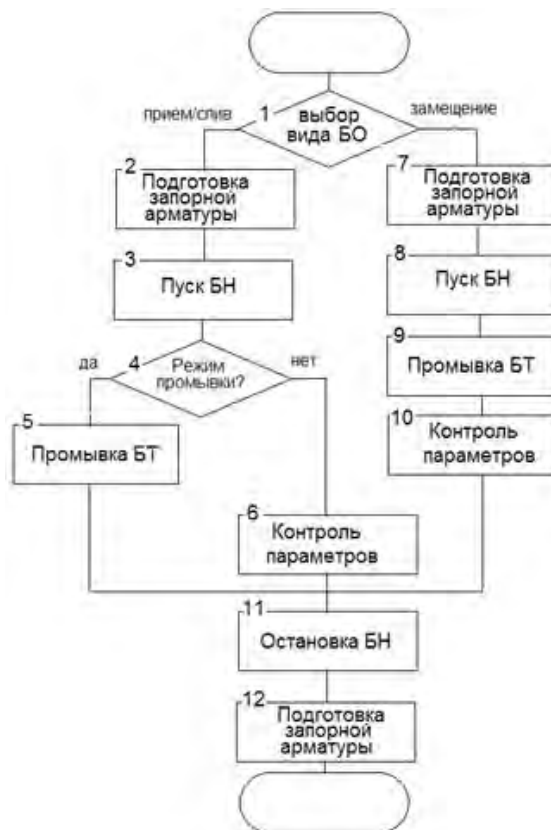 прием/слив
1
выбор
вида БО
замещение
2
Подготовка
запорной
арматуры
3
Пуск БН
4
Режим
промывки?
да
нет
5
Промывка БТ
6
Контроль
параметров
7
Подготовка
запорной
арматуры
8
Пуск БН
9
Промывка БТ
10
Контроль
параметров
11
Остановка БН
12
Подготовка
запорной
арматуры